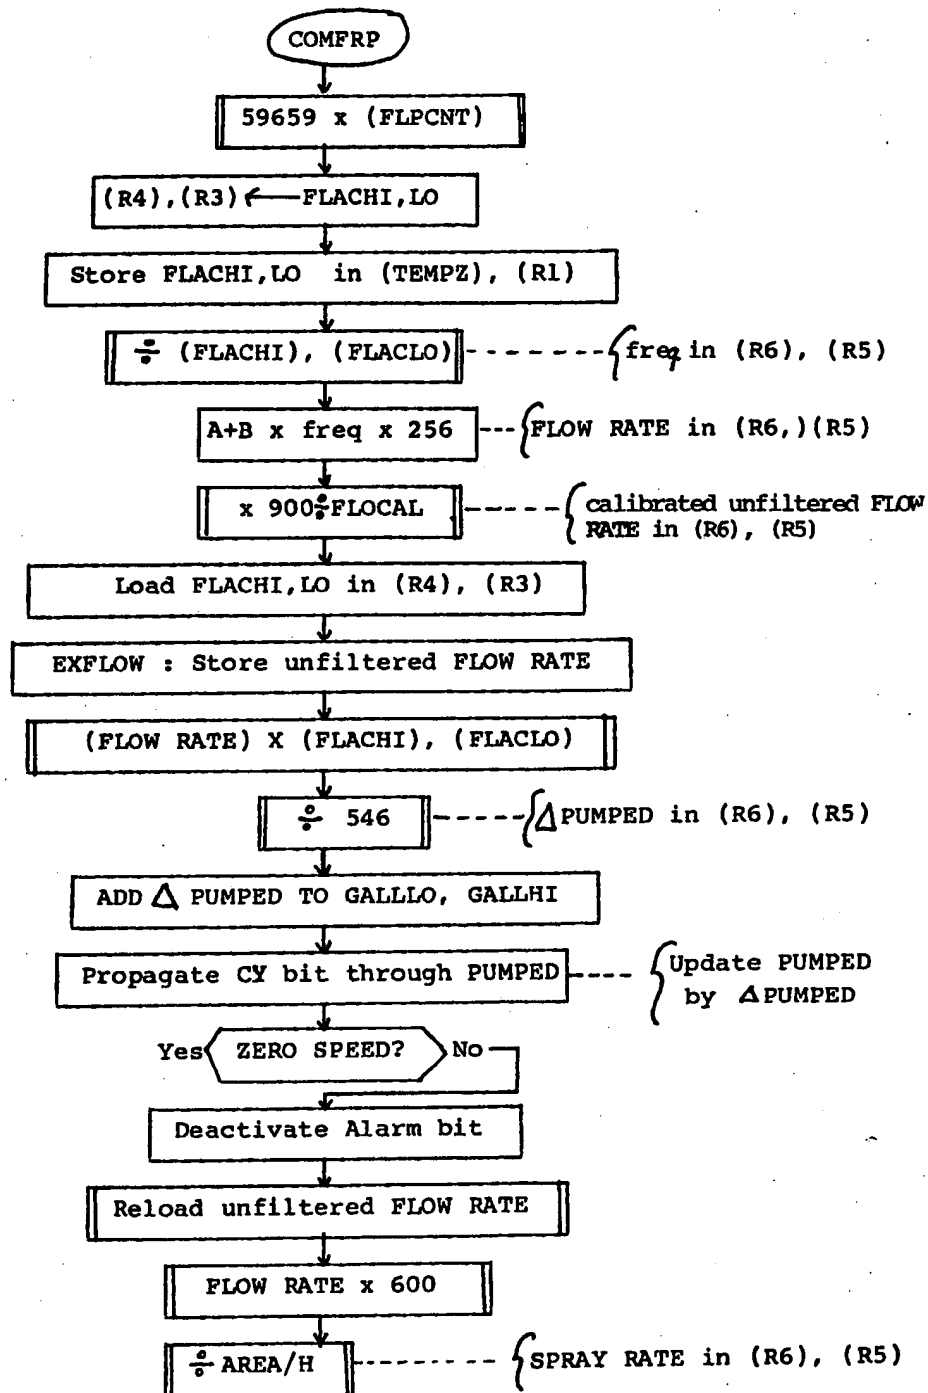 COMFRP
59659 x (FLPCNT)
(R4),(R3)←FLACHI,LO
Store FLACHI,LO in (TEMPZ), (R1)
÷ (FLACHI), (FLACLO)
freq in (R6), (R5)
A+B x freq x 256
FLOW RATE in (R6,)(R5)
x 900÷FLOCAL
calibrated unfiltered FLOW
RATE in (R6), (R5)
Load FLACHI,LO in (R4), (R3)
EXFLOW : Store unfiltered FLOW RATE
(FLOW RATE) X (FLACHI), (FLACLO)
÷ 546
Δ PUMPED in (R6), (R5)
ADD Δ PUMPED TO GALLLO, GALLHI
Propagate CY bit through PUMPED
Update PUMPED
by Δ PUMPED
Yes ZERO SPEED? No
Deactivate Alarm bit
Reload unfiltered FLOW RATE
FLOW RATE x 600
÷ AREA/H
SPRAY RATE in (R6), (R5)